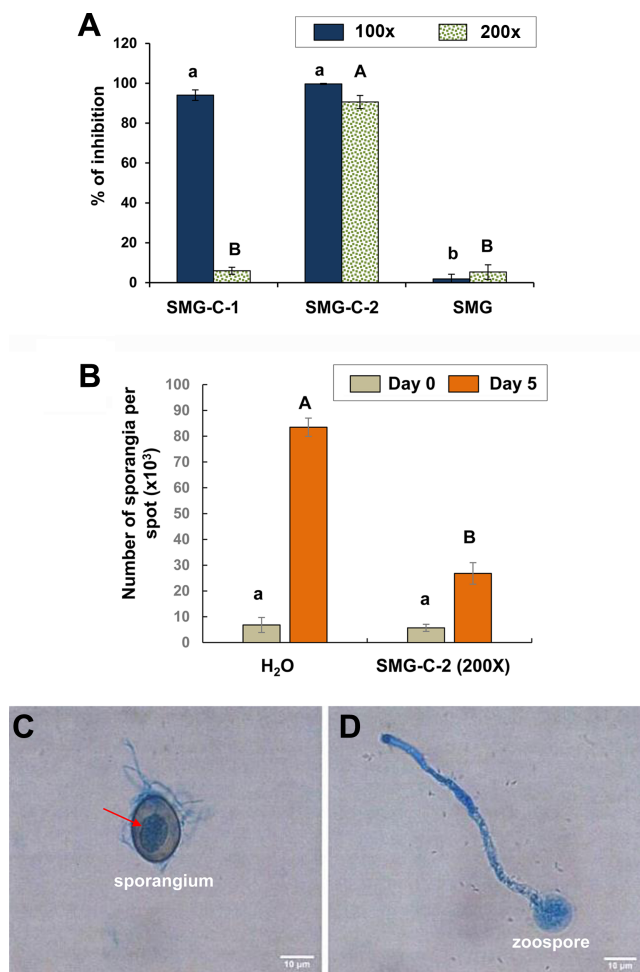 A
100x 200x
120
100
80
60
40
20
0
% of inhibition
a
B
a
A
b
B
SMG-C-1 SMG-C-2 SMG
B
Day 0 Day 5
100
90
80
70
60
50
40
30
20
10
0
Number of sporangia per
spot (x10³)
a
A
a
B
H₂O SMG-C-2 (200X)
C
sporangium
10 µm
D
zoospore
10 µm